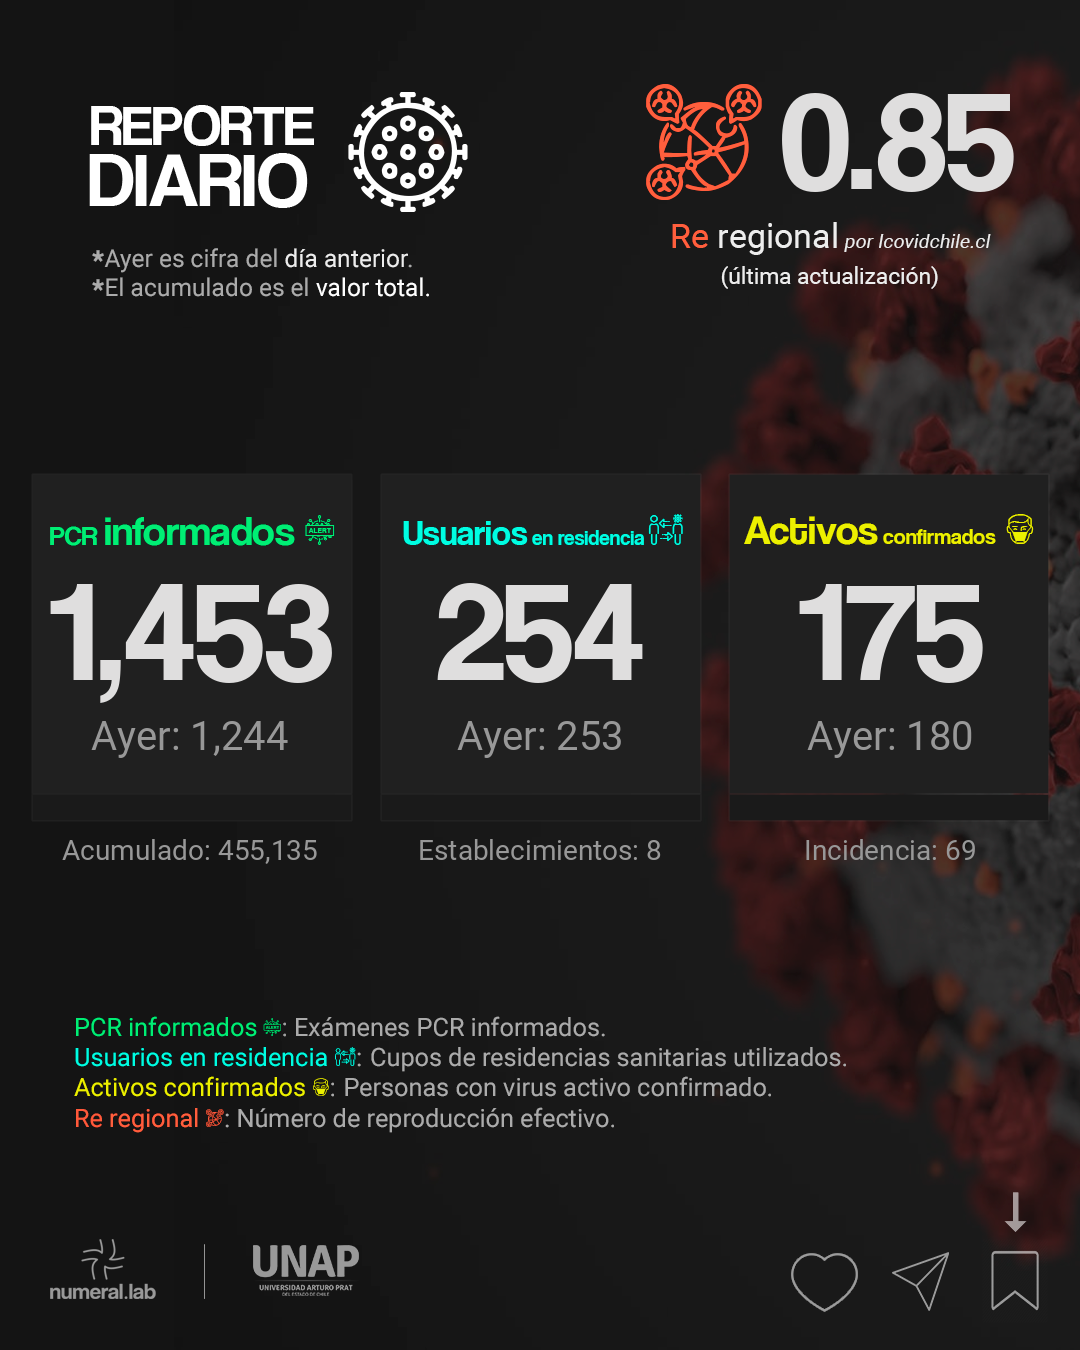 REPORTE
DIARIO
*Ayer es cifra del día anterior.
*El acumulado es el valor total.
0.85
Re regional por Icovidchile.cl
(última actualización)
PCR informados ALERT
1,453
Ayer: 1,244
Acumulado: 455,135
Usuarios en residencia
254
Ayer: 253
Establecimientos: 8
Activos confirmados
175
Ayer: 180
Incidencia: 69
PCR informados : Exámenes PCR informados.
Usuarios en residencia : Cupos de residencias sanitarias utilizados.
Activos confirmados : Personas con virus activo confirmado.
Re regional : Número de reproducción efectivo.
numeral.lab
UNAP
UNIVERSIDAD ARTURO PRAT
DEL ESTADO DE CHILE